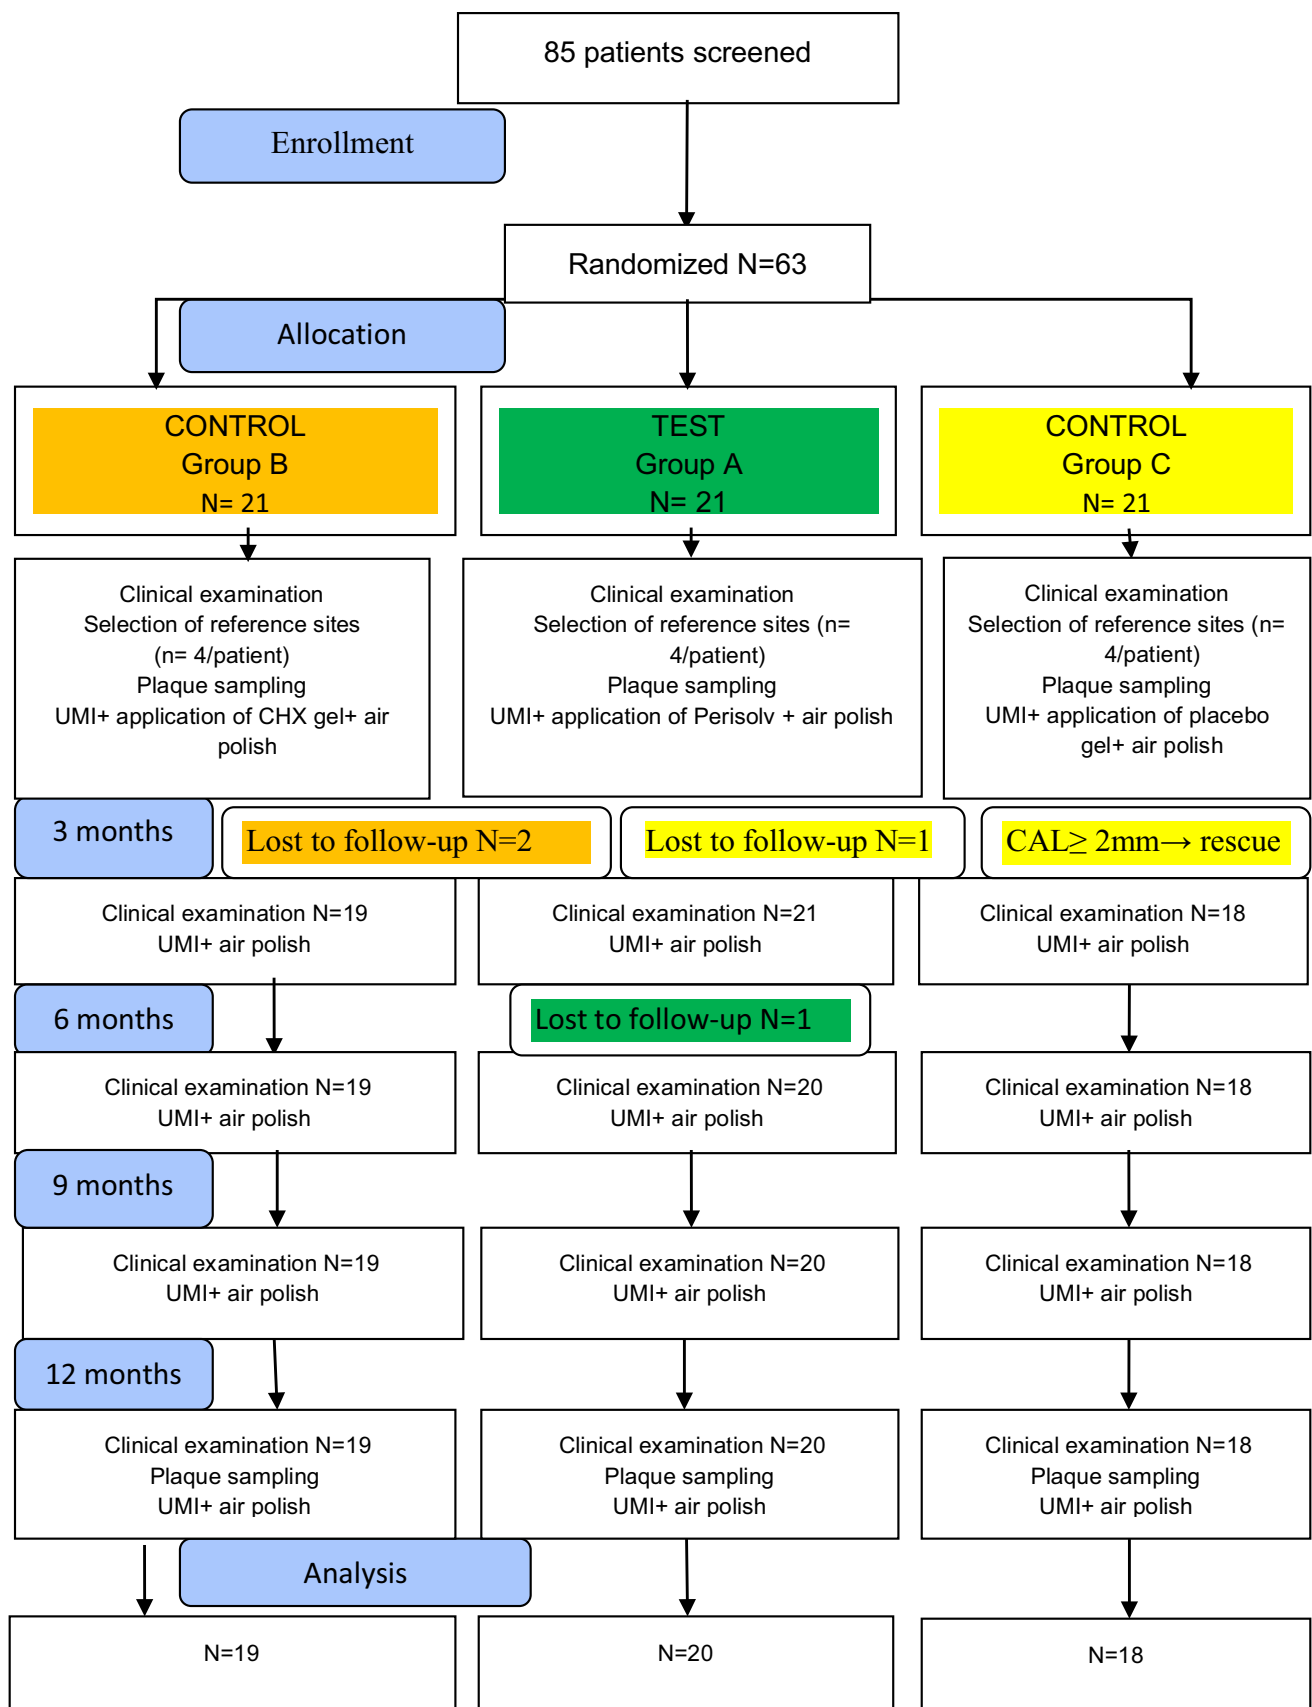 85 patients screened
Enrollment
Randomized N=63
Allocation
CONTROL
Group B
N= 21
TEST
Group A
N= 21
CONTROL
Group C
N= 21
Clinical examination
Selection of reference sites
(n= 4/patient)
Plaque sampling
UMI+ application of CHX gel+ air
polish
Clinical examination
Selection of reference sites (n=
4/patient)
Plaque sampling
UMI+ application of Perisolv + air polish
Clinical examination
Selection of reference sites (n=
4/patient)
Plaque sampling
UMI+ application of placebo
gel+ air polish
3 months
Lost to follow-up N=2
Lost to follow-up N=1
CAL≥ 2mm→ rescue
Clinical examination N=19
UMI+ air polish
Clinical examination N=21
UMI+ air polish
Clinical examination N=18
UMI+ air polish
6 months
Lost to follow-up N=1
Clinical examination N=19
UMI+ air polish
Clinical examination N=20
UMI+ air polish
Clinical examination N=18
UMI+ air polish
9 months
Clinical examination N=19
UMI+ air polish
Clinical examination N=20
UMI+ air polish
Clinical examination N=18
UMI+ air polish
12 months
Clinical examination N=19
Plaque sampling
UMI+ air polish
Clinical examination N=20
Plaque sampling
UMI+ air polish
Clinical examination N=18
Plaque sampling
UMI+ air polish
Analysis
N=19
N=20
N=18